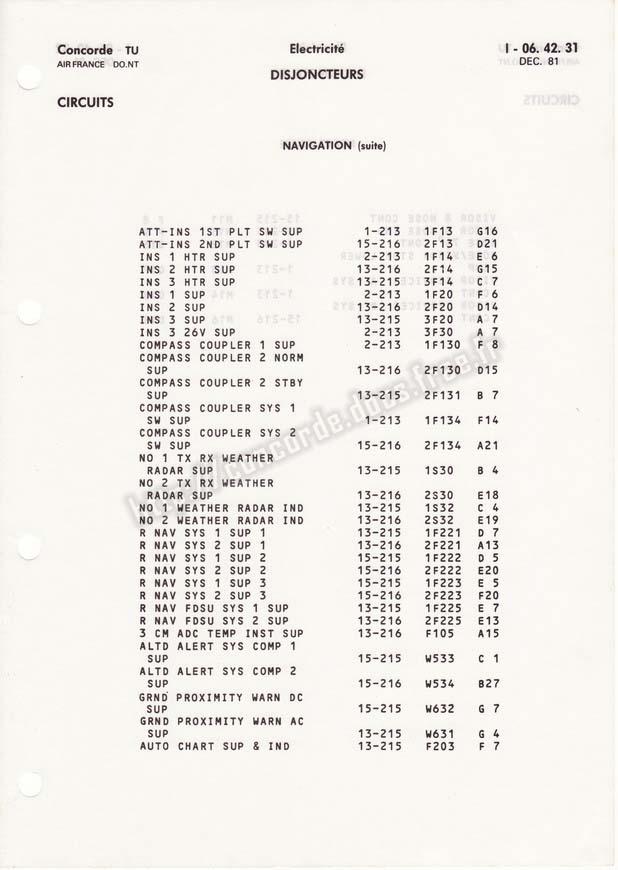 Concorde TU Electricité I - 06. 42. 31
AIR FRANCE DO.NT DISJONCTEURS DEC. 81
CIRCUITS
NAVIGATION (suite)
ATT-INS 1ST PLT SW SUP 1-213 1F13 G16
ATT-INS 2ND PLT SW SUP 15-216 2F13 D21
INS 1 HTR SUP 2-213 1F14 E 6
INS 2 HTR SUP 13-216 2F14 G15
INS 3 HTR SUP 13-215 3F14 C 7
INS 1 SUP 2-213 1F20 F 6
INS 2 SUP 13-216 2F20 D14
INS 3 SUP 13-215 3F20 A 7
INS 3 26V SUP 2-213 3F30 A 7
COMPASS COUPLER 1 SUP 2-213 1F130 F 8
COMPASS COUPLER 2 NORM
SUP 13-216 2F130 D15
COMPASS COUPLER 2 STBY
SUP 13-215 2F131 B 7
COMPASS COUPLER SYS 1
SW SUP 1-213 1F134 F14
COMPASS COUPLER SYS 2
SW SUP 15-216 2F134 A21
NO 1 TX RX WEATHER
RADAR SUP 13-215 1S30 B 4
NO 2 TX RX WEATHER
RADAR SUP 13-216 2S30 E18
NO 1 WEATHER RADAR IND 13-215 1S32 C 4
NO 2 WEATHER RADAR IND 13-216 2S32 E19
R NAV SYS 1 SUP 1 13-215 1F221 D 7
R NAV SYS 2 SUP 1 13-216 2F221 A13
R NAV SYS 1 SUP 2 15-215 1F222 D 5
R NAV SYS 2 SUP 2 15-216 2F222 E20
R NAV SYS 1 SUP 3 15-215 1F223 E 5
R NAV SYS 2 SUP 3 15-216 2F223 F20
R NAV FDSU SYS 1 SUP 13-215 1F225 E 7
R NAV FDSU SYS 2 SUP 13-216 2F225 E13
3 CM ADC TEMP INST SUP 13-216 F105 A15
ALTD ALERT SYS COMP 1
SUP 15-215 W533 C 1
ALTD ALERT SYS COMP 2
SUP 15-216 W534 B27
GRND PROXIMITY WARN DC
SUP 15-215 W632 G 7
GRND PROXIMITY WARN AC
SUP 13-215 W631 G 4
AUTO CHART SUP & IND 13-215 F203 F 7
http://concorde.docs.free.fr